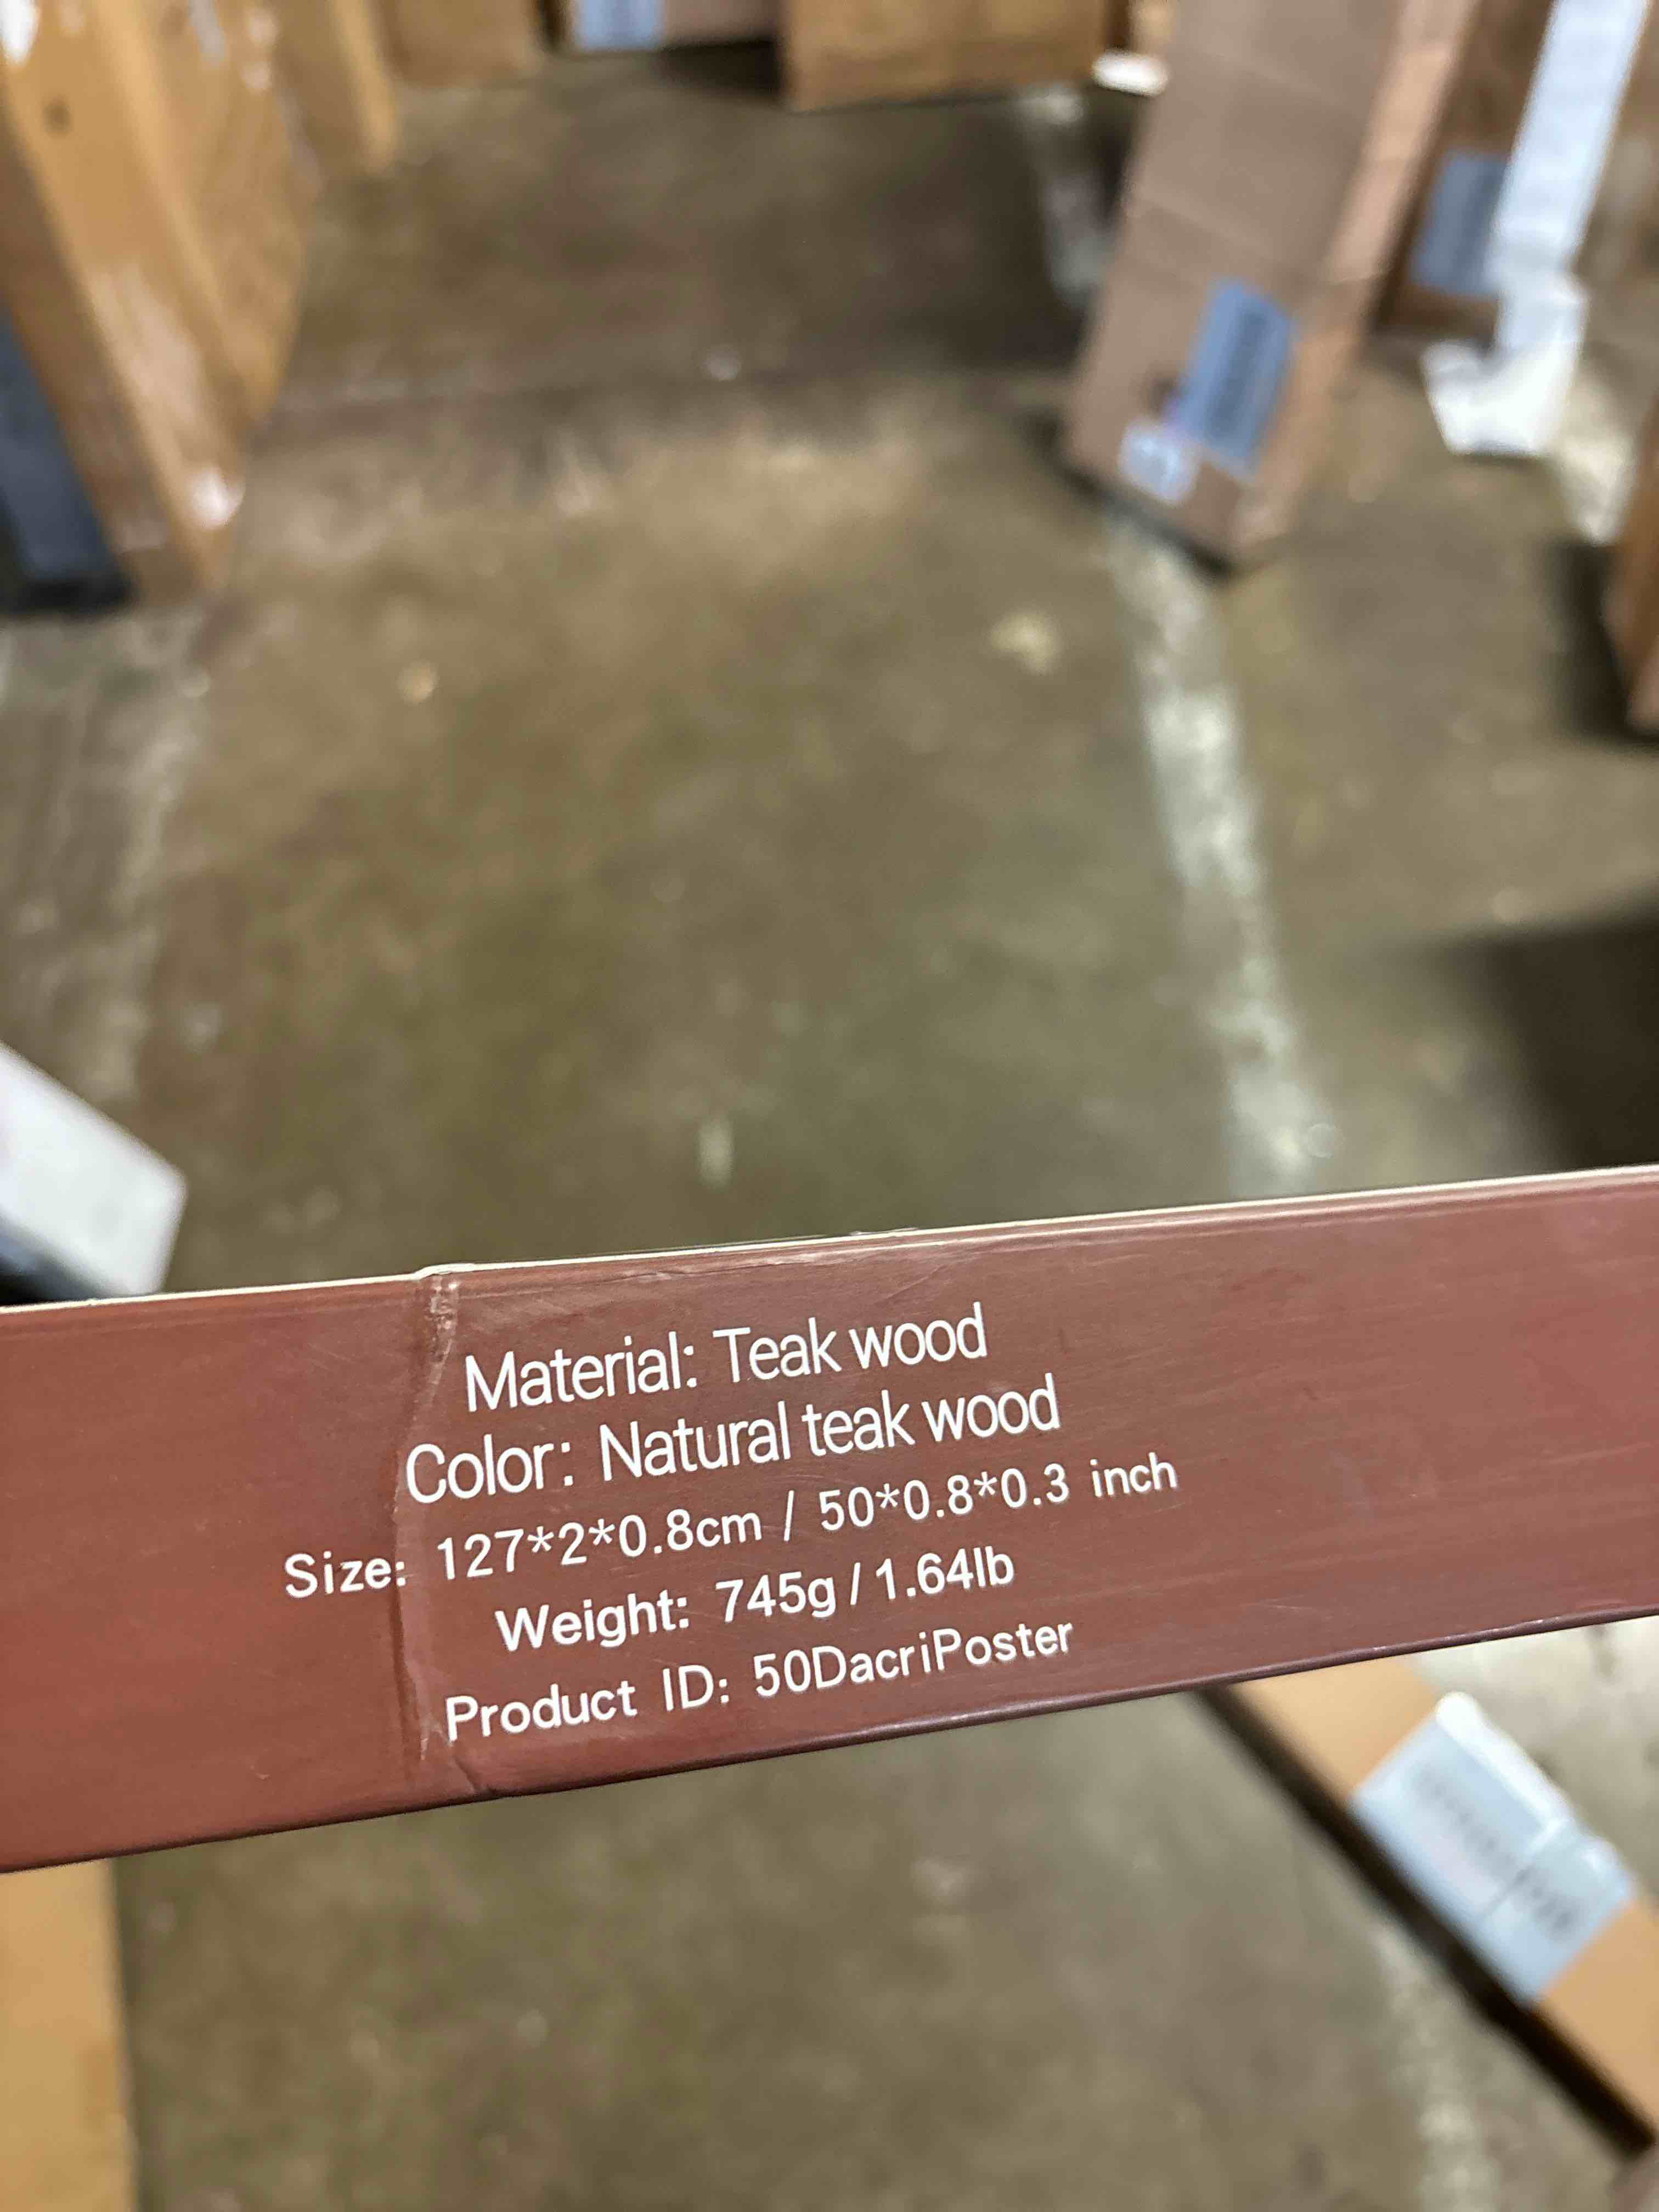 Material: Teak wood
Color: Natural teak wood
Size: 127*2*0.8cm / 50*0.8*0.3 inch
Weight: 745g / 1.64lb
Product ID: 50DacriPoster